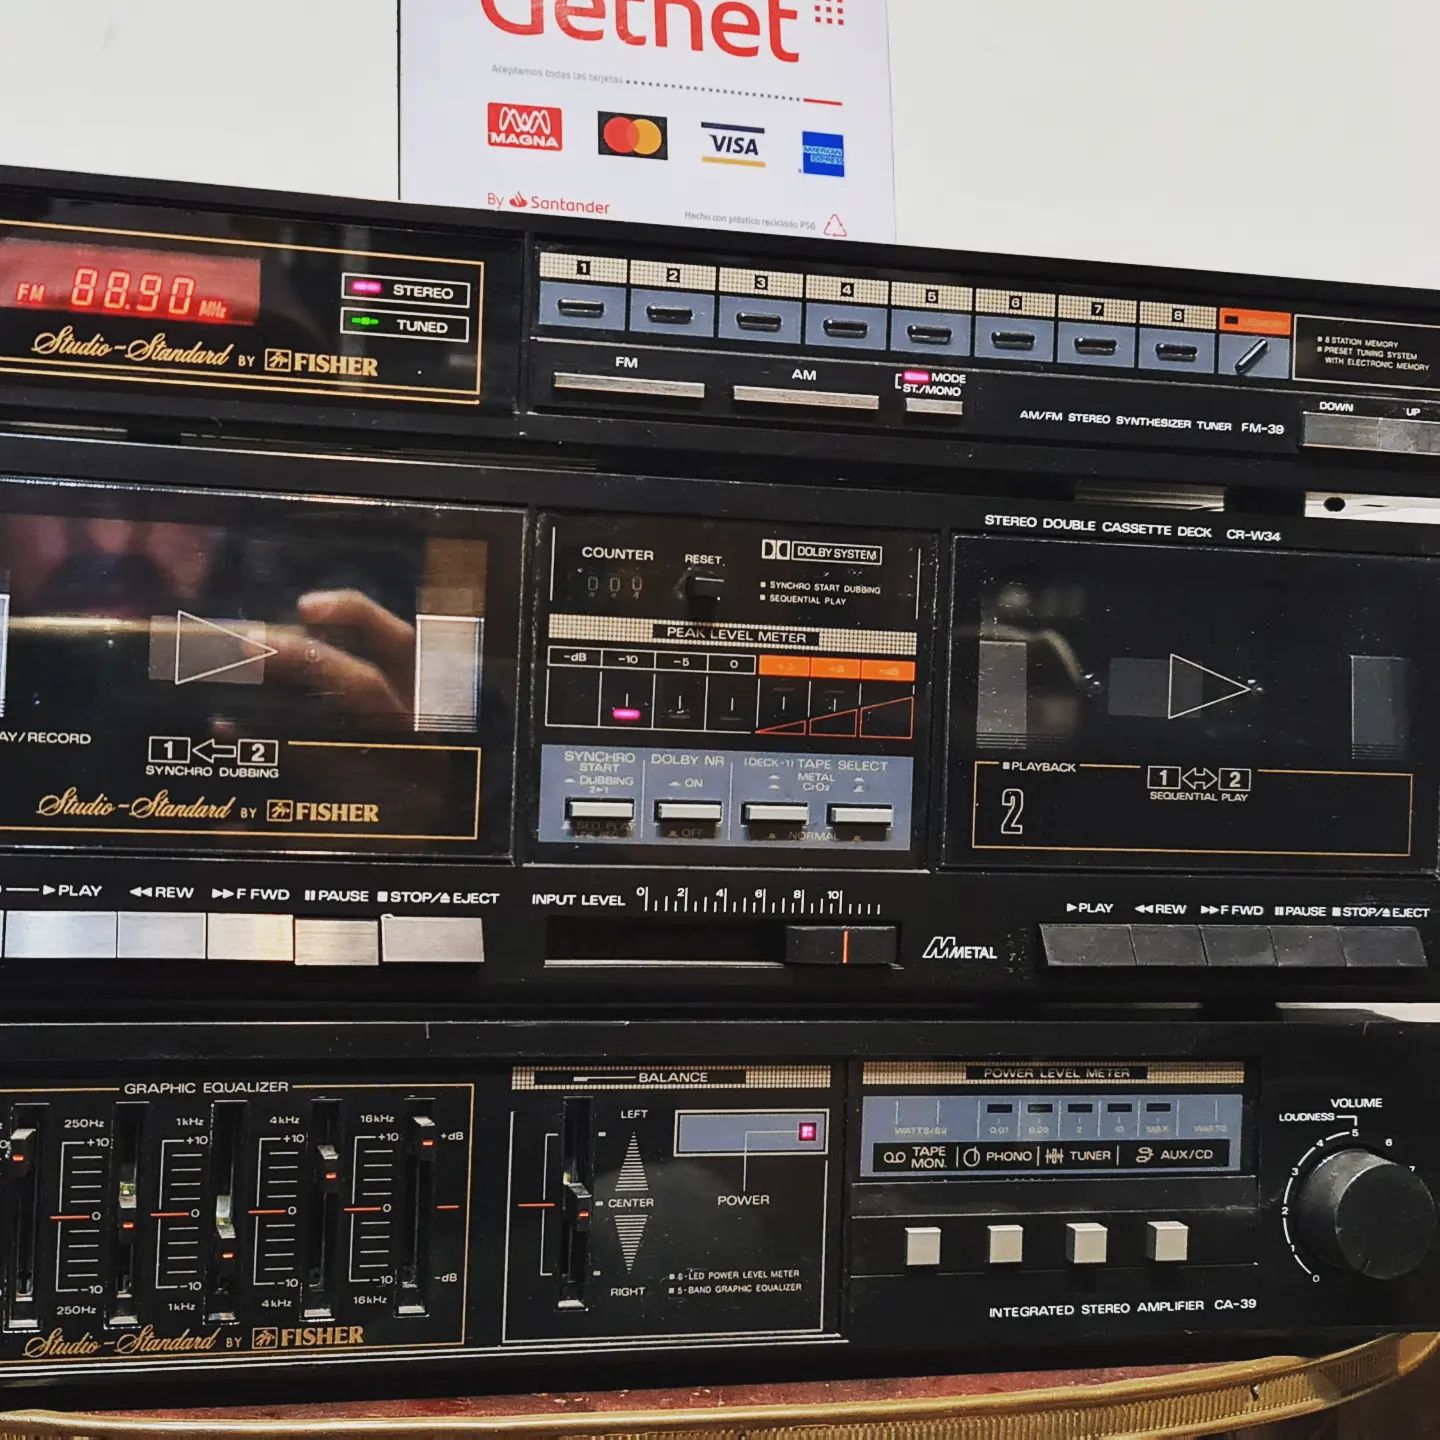 Getnet
Aceptamos todas las tarjetas
MAGNA
VISA
AMERICAN EXPRESS
By Santander
Hecho con plástico reciclado PS6
FM 88.90 MHz
STEREO
TUNED
Studio-Standard BY FISHER
1 2 3 4 5 6 7 8
FM
AM
MODE
ST./MONO
8 STATION MEMORY
PRESET TUNING SYSTEM
WITH ELECTRONIC MEMORY
AM/FM STEREO SYNTHESIZER TUNER FM-39
DOWN
UP
STEREO DOUBLE CASSETTE DECK CR-W34
COUNTER
RESET
DOLBY SYSTEM
SYNCHRO START DUBBING
SEQUENTIAL PLAY
000
PEAK LEVEL METER
-dB -10 -5 0
AY/RECORD
1 2
SYNCHRO DUBBING
Studio-Standard BY FISHER
SYNCHRO
START
DUBBING
DOLBY NR
ON
OFF
(DECK-1) TAPE SELECT
METAL
CrO2
NORMAL
PLAYBACK
2
1 2
SEQUENTIAL PLAY
PLAY REW F FWD PAUSE STOP/EJECT
INPUT LEVEL 0 2 4 6 8 10
METAL
PLAY REW F FWD PAUSE STOP/EJECT
GRAPHIC EQUALIZER
250Hz 1kHz 4kHz 16kHz
+10 +10 +10 +10 +dB
0 0 0 0
-10 -10 -10 -10 -dB
250Hz 1kHz 4kHz 16kHz
Studio-Standard BY FISHER
BALANCE
LEFT
CENTER
RIGHT
POWER
5-BAND GRAPHIC EQUALIZER
POWER LEVEL METER
TAPE
MON.
PHONO
TUNER
AUX/CD
VOLUME
LOUDNESS
0 1 2 3 4 5 6 7
INTEGRATED STEREO AMPLIFIER CA-39